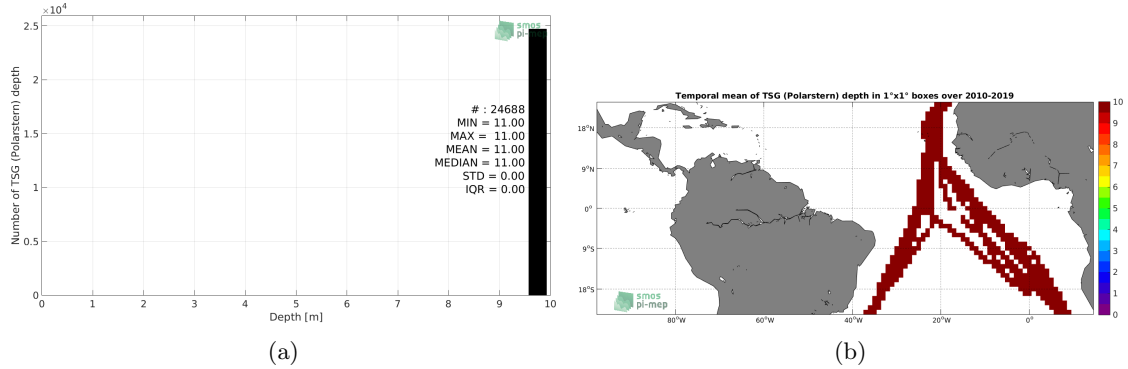 ×10⁴
2.5
2
1.5
1
0.5
0
0 1 2 3 4 5 6 7 8 9 10
Number of TSG (Polarstern) depth
Depth [m]
smos
pi-mep
# : 24688
MIN = 11.00
MAX = 11.00
MEAN = 11.00
MEDIAN = 11.00
STD = 0.00
IQR = 0.00
(a)
Temporal mean of TSG (Polarstern) depth in 1°x1° boxes over 2010-2019
18°N
9°N
0°
9°S
18°S
80°W 60°W 40°W 20°W 0°
smos
pi-mep
10
9
8
7
6
5
4
3
2
1
0
(b)